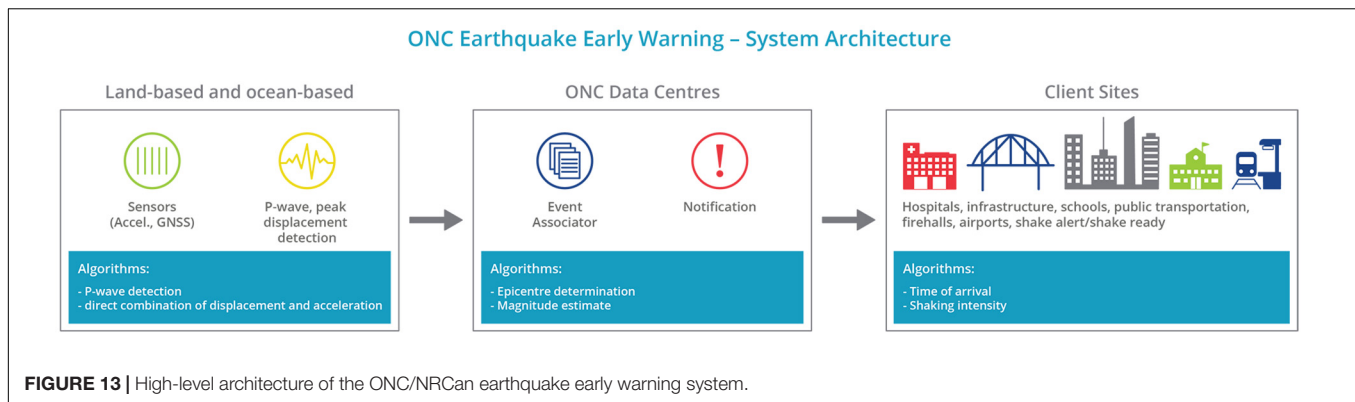 ONC Earthquake Early Warning – System Architecture
Land-based and ocean-based
Sensors
(Accel., GNSS)
P-wave, peak
displacement
detection
Algorithms:
- P-wave detection
- direct combination of displacement and acceleration
ONC Data Centres
Event
Associator
Notification
Algorithms:
- Epicentre determination
- Magnitude estimate
Client Sites
Hospitals, infrastructure, schools, public transportation,
firehalls, airports, shake alert/shake ready
Algorithms:
- Time of arrival
- Shaking intensity
FIGURE 13 | High-level architecture of the ONC/NRCan earthquake early warning system.